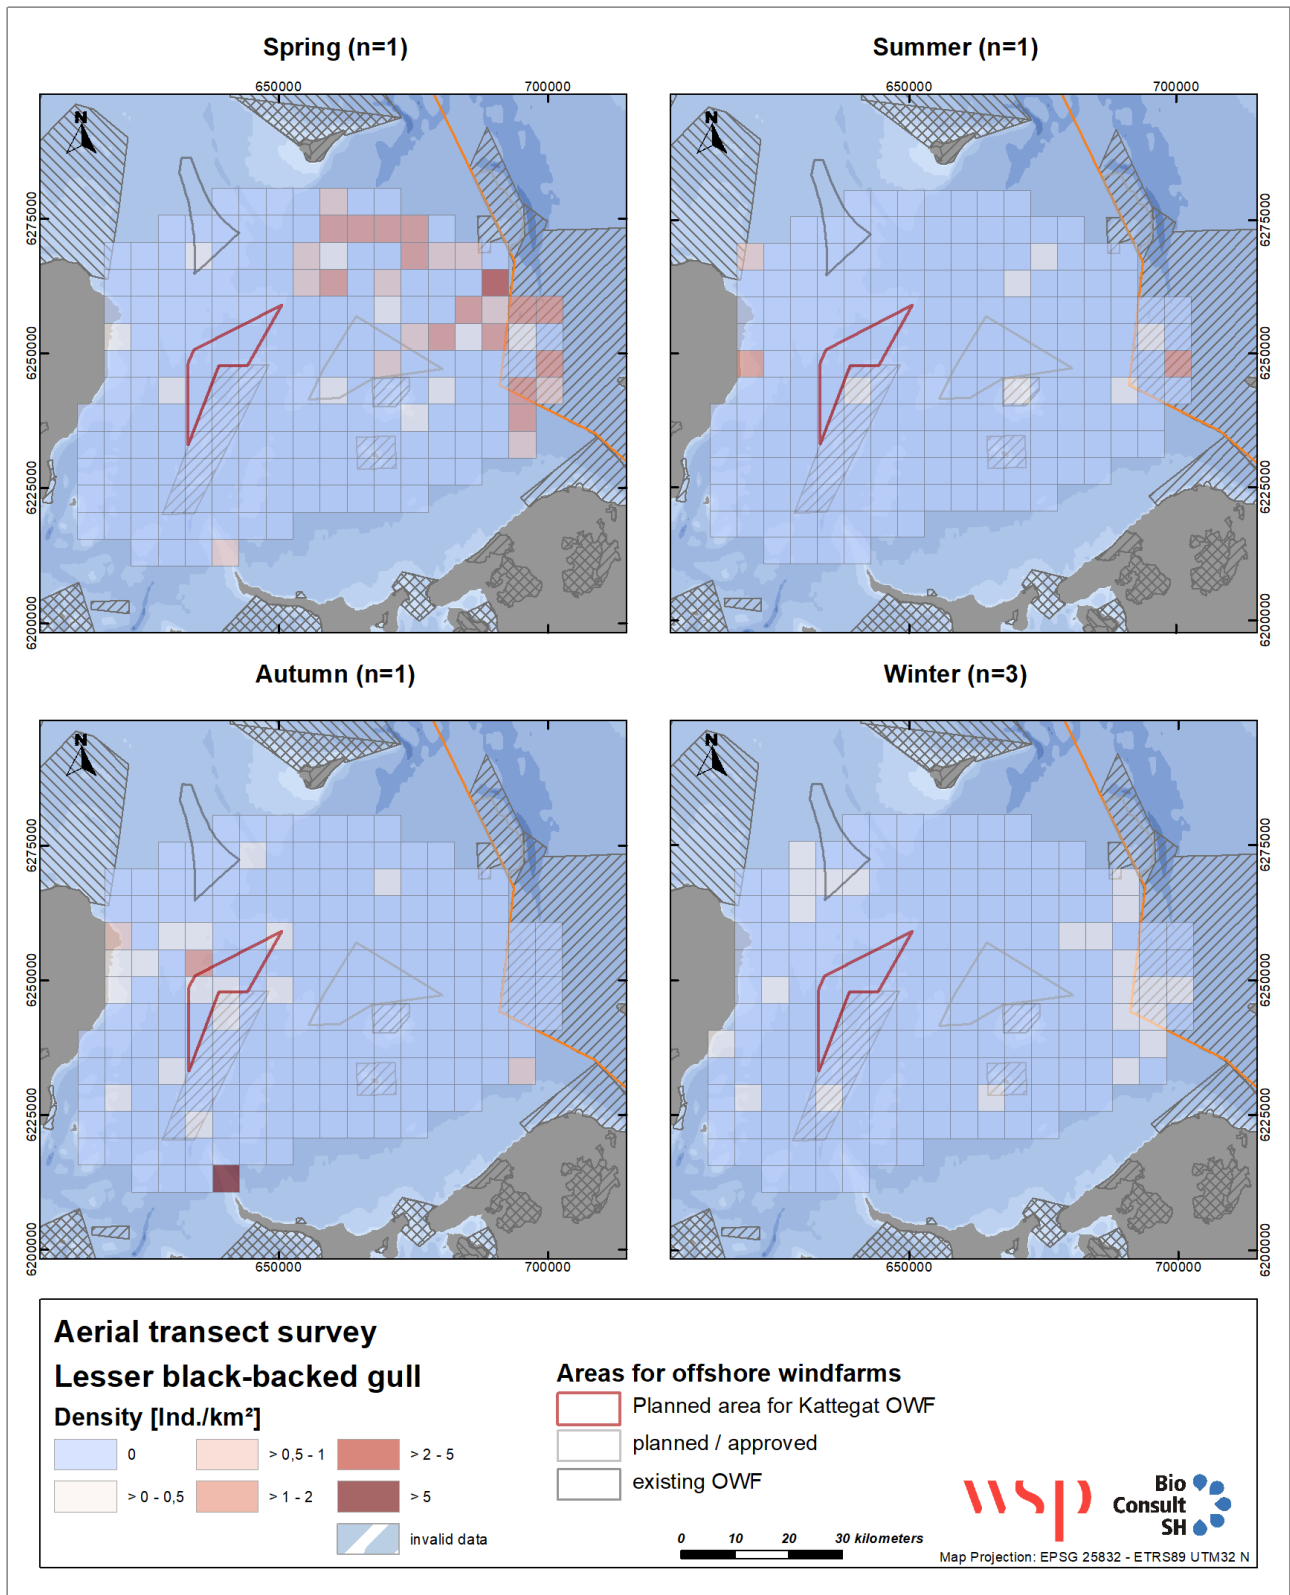 Spring (n=1)
Summer (n=1)
650000
700000
650000
700000
N
N
6275000
6275000
6250000
6250000
6225000
6225000
6200000
6200000
Autumn (n=1)
Winter (n=3)
N
N
6275000
6275000
6250000
6250000
6225000
6225000
6200000
6200000
650000
700000
650000
700000
Aerial transect survey
Lesser black-backed gull
Density [Ind./km²]
0
> 0,5 - 1
> 2 - 5
> 0 - 0,5
> 1 - 2
> 5
invalid data
Areas for offshore windfarms
Planned area for Kattegat OWF
planned / approved
existing OWF
0 10 20 30 kilometers
wsp
Bio
Consult
SH
Map Projection: EPSG 25832 - ETRS89 UTM32 N